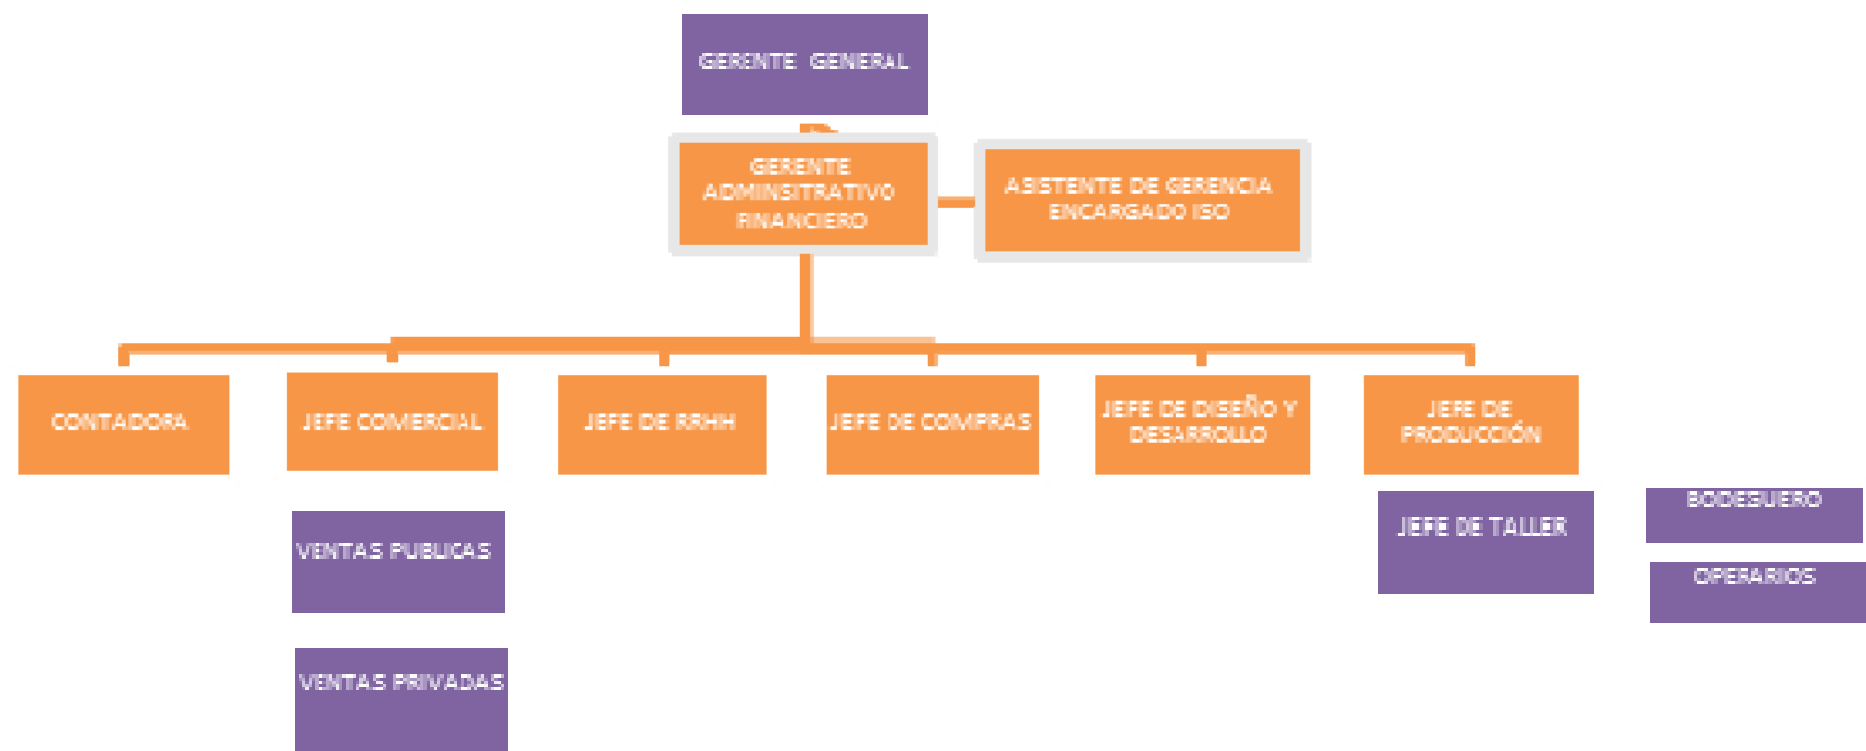 GERENTE GENERAL
GERENTE
ADMINSITRATIVO
FINANCIERO
ASISTENTE DE GERENCIA
ENCARGADO ISO
CONTADORA
JEFE COMERCIAL
JEFE DE RRHH
JEFE DE COMPRAS
JEFE DE DISEÑO Y
DESARROLLO
JEFE DE
PRODUCCIÓN
VENTAS PUBLICAS
VENTAS PRIVADAS
JEFE DE TALLER
BODEGUERO
OPERARIOS